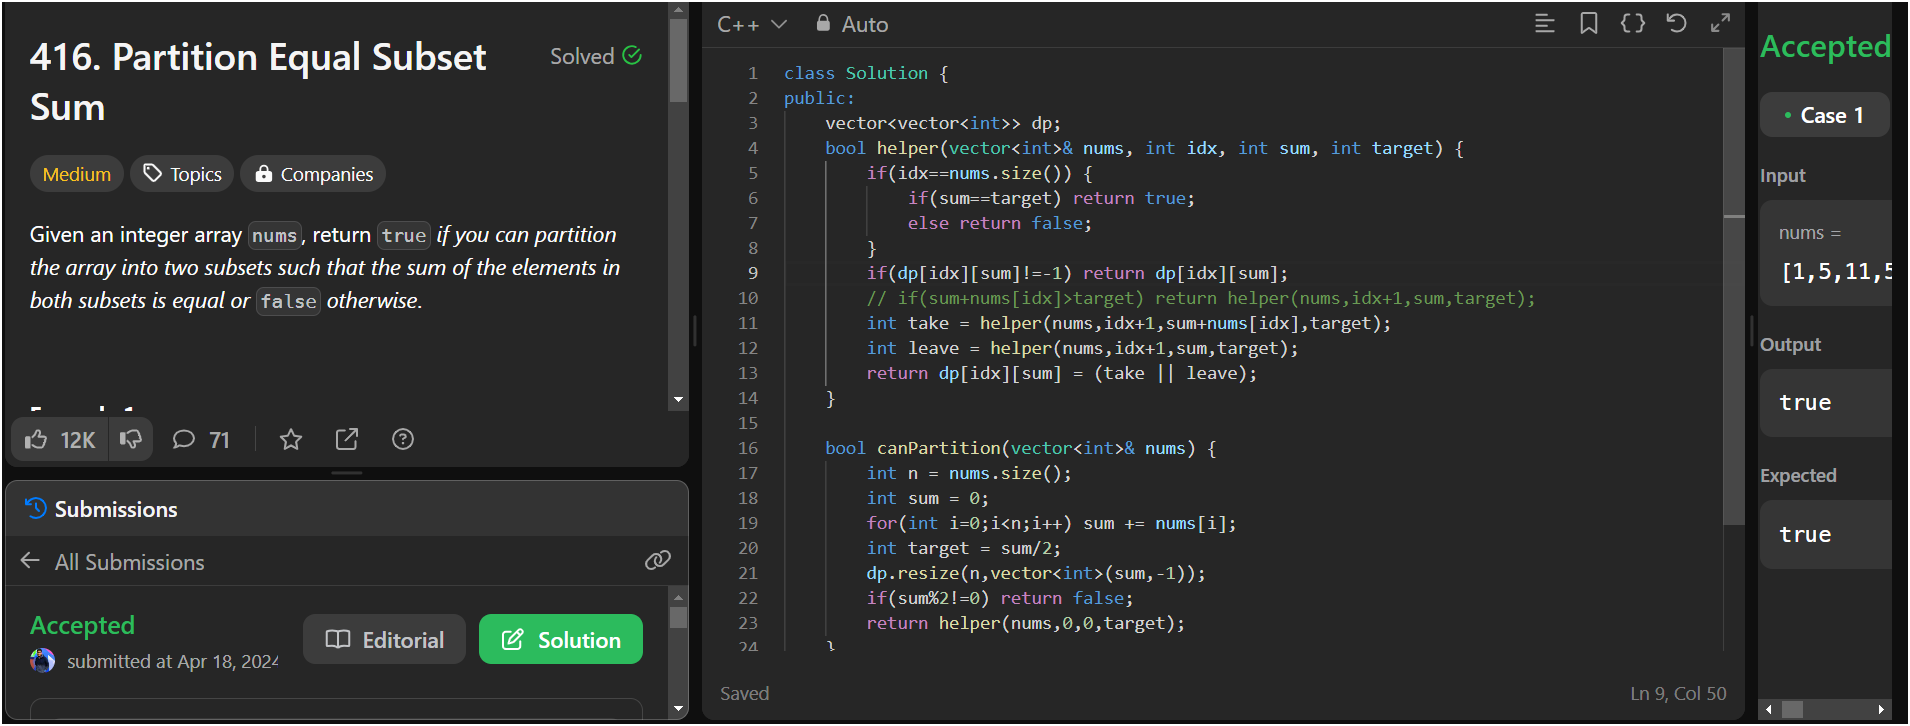 416. Partition Equal Subset
Sum
Solved
Medium
Topics
Companies
Given an integer array nums, return true if you can partition
the array into two subsets such that the sum of the elements in
both subsets is equal or false otherwise.
12K
71
Submissions
All Submissions
Accepted
submitted at Apr 18, 2024
Editorial
Solution
C++
Auto
1 class Solution {
2 public:
3 vector<vector<int>> dp;
4 bool helper(vector<int>& nums, int idx, int sum, int target) {
5 if(idx==nums.size()) {
6 if(sum==target) return true;
7 else return false;
8 }
9 if(dp[idx][sum]!=-1) return dp[idx][sum];
10 // if(sum+nums[idx]>target) return helper(nums,idx+1,sum,target);
11 int take = helper(nums,idx+1,sum+nums[idx],target);
12 int leave = helper(nums,idx+1,sum,target);
13 return dp[idx][sum] = (take || leave);
14 }
15
16 bool canPartition(vector<int>& nums) {
17 int n = nums.size();
18 int sum = 0;
19 for(int i=0;i<n;i++) sum += nums[i];
20 int target = sum/2;
21 dp.resize(n,vector<int>(sum,-1));
22 if(sum%2!=0) return false;
23 return helper(nums,0,0,target);
24 }
Saved
Ln 9, Col 50
Accepted
Case 1
Input
nums =
[1,5,11,5
Output
true
Expected
true